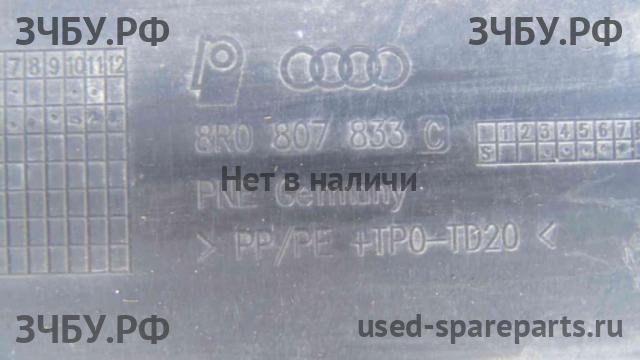 ЗЧБУ.РФ ЗЧБУ.РФ
7 8 9 10 11 12
8R0 807 833 C
S 1 2 3 4 5 6 7
Нет в наличи
Germany
> PP/PE +TPO-TD20 <
ЗЧБУ.РФ
used-spareparts.ru